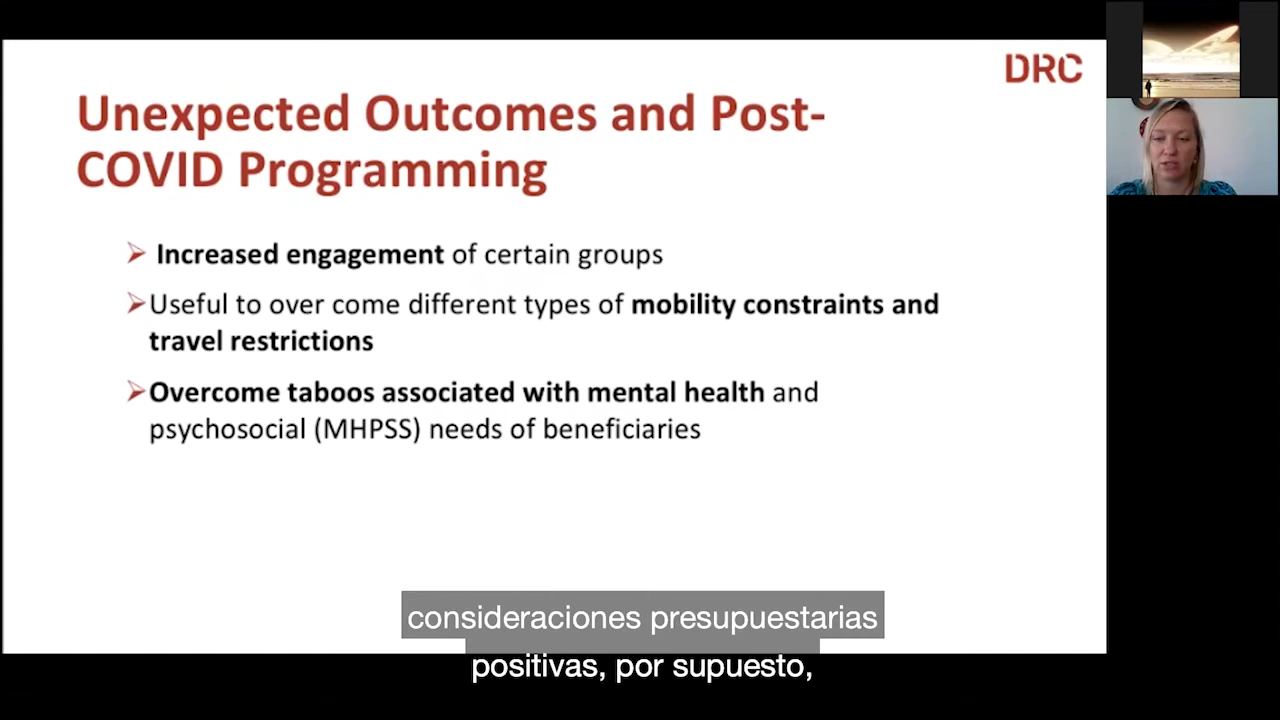 DRC
Unexpected Outcomes and Post-
COVID Programming
Increased engagement of certain groups
Useful to over come different types of mobility constraints and
travel restrictions
Overcome taboos associated with mental health and
psychosocial (MHPSS) needs of beneficiaries
consideraciones presupuestarias
positivas, por supuesto,